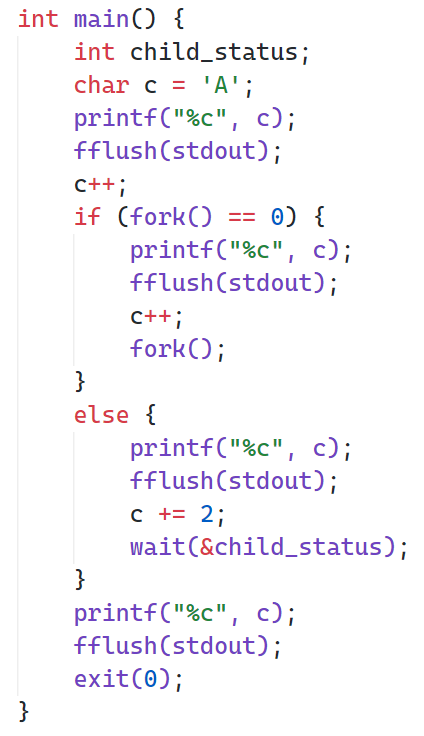 int main() {
    int child_status;
    char c = 'A';
    printf("%c", c);
    fflush(stdout);
    c++;
    if (fork() == 0) {
        printf("%c", c);
        fflush(stdout);
        c++;
        fork();
    }
    else {
        printf("%c", c);
        fflush(stdout);
        c += 2;
        wait(&child_status);
    }
    printf("%c", c);
    fflush(stdout);
    exit(0);
}